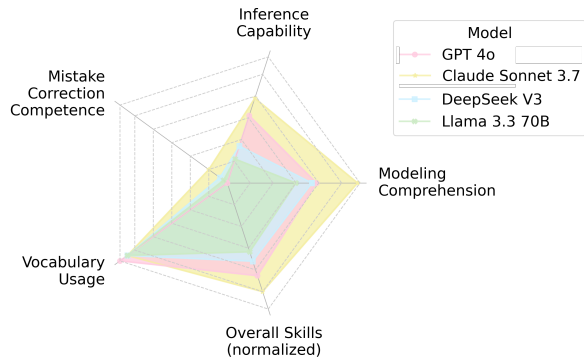 Inference
Capability
Mistake
Correction
Competence
Model
GPT 4o
Claude Sonnet 3.7
DeepSeek V3
Llama 3.3 70B
Modeling
Comprehension
Vocabulary
Usage
Overall Skills
(normalized)